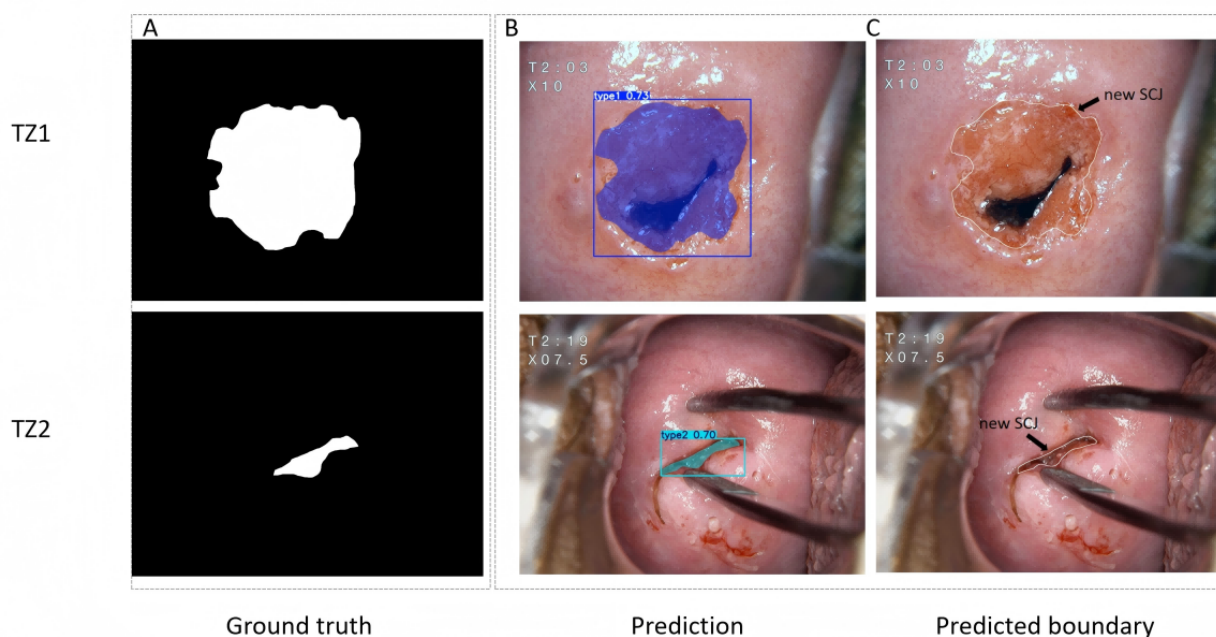 A
B
C
TZ1
T2:03
X10
type1 0.73
T2:03
X10
new SCJ
TZ2
T2:19
X07.5
type2 0.70
T2:19
X07.5
new SCJ
Ground truth
Prediction
Predicted boundary